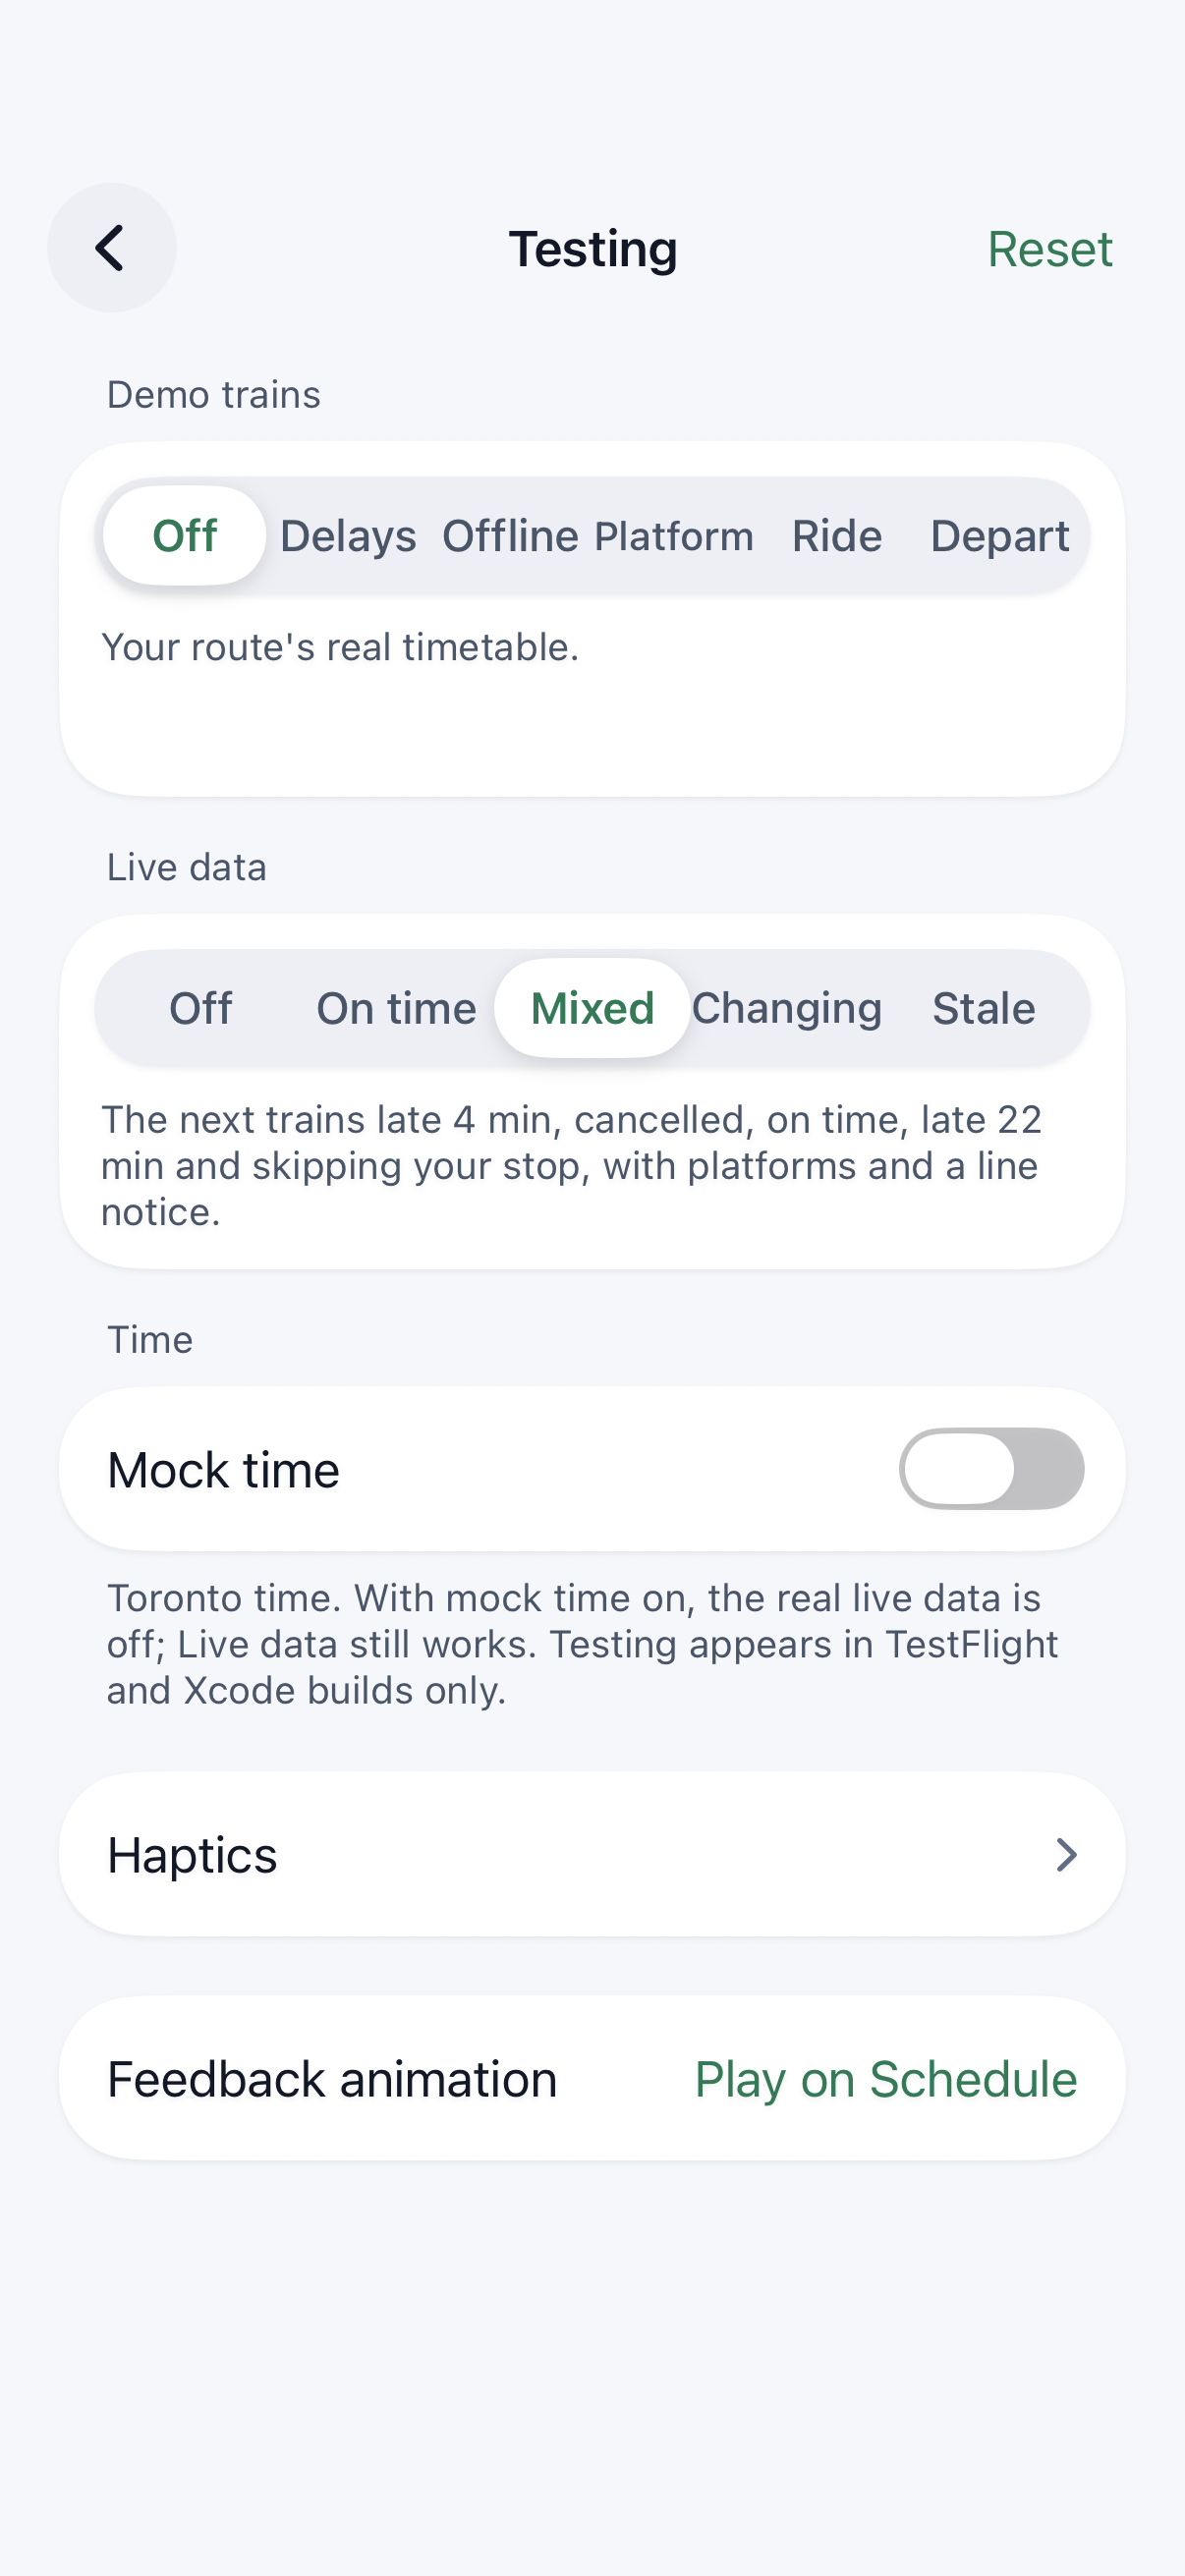 Testing
Reset
Demo trains
Off Delays Offline Platform Ride Depart
Your route's real timetable.
Live data
Off On time Mixed Changing Stale
The next trains late 4 min, cancelled, on time, late 22
min and skipping your stop, with platforms and a line
notice.
Time
Mock time
Toronto time. With mock time on, the real live data is
off; Live data still works. Testing appears in TestFlight
and Xcode builds only.
Haptics
Feedback animation Play on Schedule